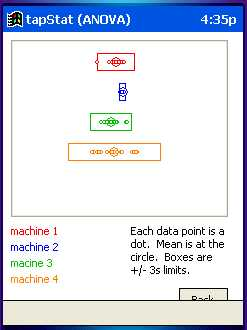 tapStat (ANOVA) 4:35p
machine 1
machine 2
macine 3
machine 4
Each data point is a
dot. Mean is at the
circle. Boxes are
+/- 3s limits.
Back